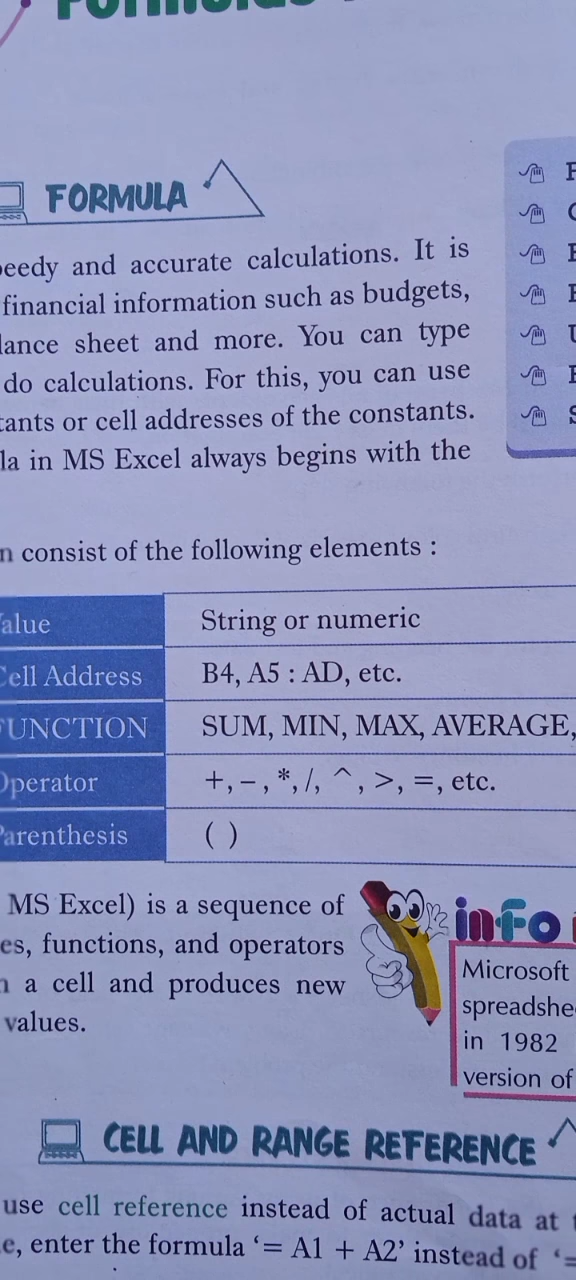 FORMULA
eedy and accurate calculations. It is
financial information such as budgets,
lance sheet and more. You can type
do calculations. For this, you can use
tants or cell addresses of the constants.
la in MS Excel always begins with the
n consist of the following elements :
alue String or numeric
Cell Address B4, A5 : AD, etc.
FUNCTION SUM, MIN, MAX, AVERAGE,
Operator +, –, *, /, ^, >, =, etc.
Parenthesis ( )
MS Excel) is a sequence of
es, functions, and operators
a cell and produces new
values.
info
Microsoft
spreadshe
in 1982
version of
CELL AND RANGE REFERENCE
use cell reference instead of actual data at
e, enter the formula ‘= A1 + A2’ instead of ‘=